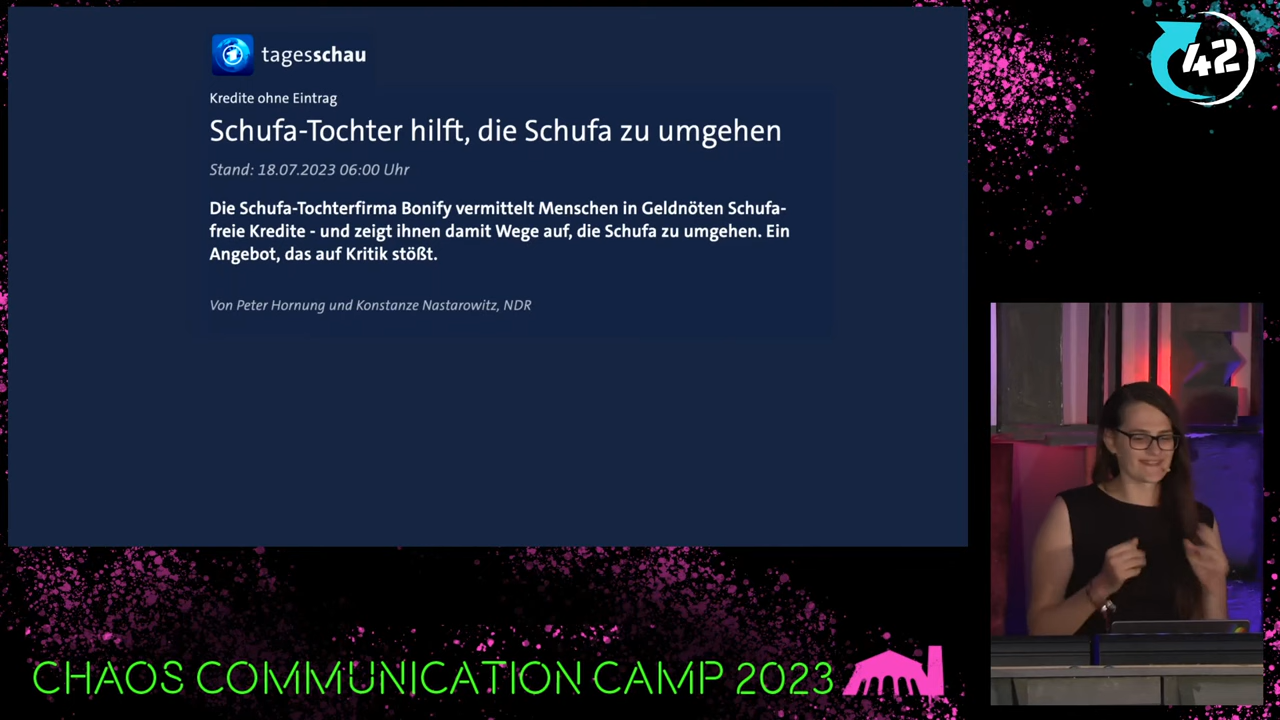 tagesschau
Kredite ohne Eintrag
Schufa-Tochter hilft, die Schufa zu umgehen
Stand: 18.07.2023 06:00 Uhr
Die Schufa-Tochterfirma Bonify vermittelt Menschen in Geldnöten Schufa-
freie Kredite - und zeigt ihnen damit Wege auf, die Schufa zu umgehen. Ein
Angebot, das auf Kritik stößt.
Von Peter Hornung und Konstanze Nastarowitz, NDR
42
CHAOS COMMUNICATION CAMP 2023